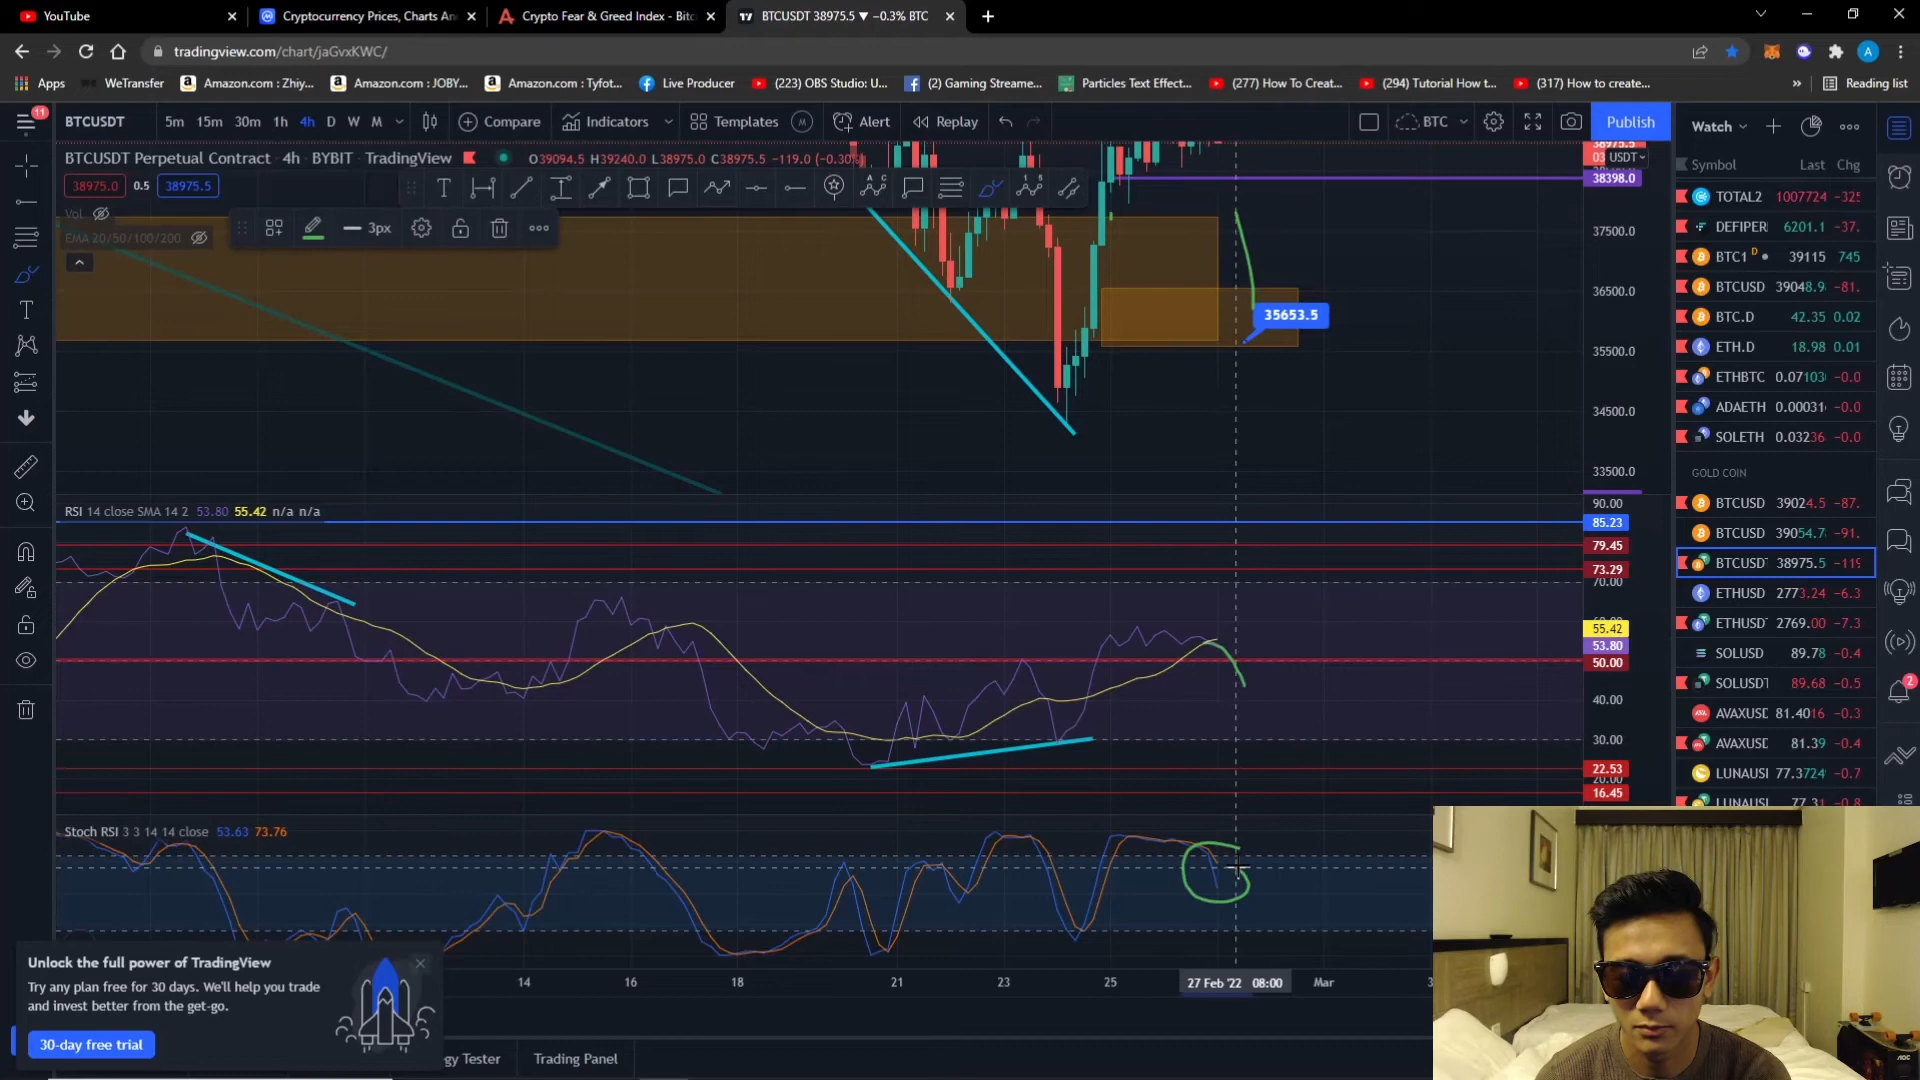 YouTube
Cryptocurrency Prices, Charts An
Crypto Fear & Greed Index - Bitc
BTCUSDT 38975.5 ▼ −0.3% BTC
tradingview.com/chart/jaGvxKWC/
Apps
WeTransfer
Amazon.com : Zhiy...
Amazon.com : JOBY...
Amazon.com : Tyfot...
Live Producer
(223) OBS Studio: U...
(2) Gaming Streame...
Particles Text Effect...
(277) How To Creat...
(294) Tutorial How t...
(317) How to create...
Reading list
11
BTCUSDT
5m 15m 30m 1h 4h D W M
Compare
Indicators
Templates
M
Alert
Replay
BTC
Publish
Watch
BTCUSDT Perpetual Contract · 4h · BYBIT · TradingView
O39094.5 H39240.0 L38975.0 C38975.5 −119.0 (−0.30%)
38975.0 0.5 38975.5
Vol
EMA 20/50/100/200
3px
38975.5
USDT
38398.0
37500.0
36500.0
35653.5
35500.0
34500.0
33500.0
RSI 14 close SMA 14 2 53.80 55.42 n/a n/a
90.00
85.23
79.45
73.29
70.00
55.42
53.80
50.00
40.00
30.00
22.53
20.00
16.45
Stoch RSI 3 3 14 14 close 53.63 73.76
14 16 18 21 23 25 27 Feb '22 08:00 Mar
Symbol Last Chg
TOTAL2 1007724 -325
DEFIPER 6201.1 -37.
BTC1 D 39115 745
BTCUSD 39048.9 -81.
BTC.D 42.35 0.02
ETH.D 18.98 0.01
ETHBTC 0.07103 -0.0
ADAETH 0.00031 -0.0
SOLETH 0.03236 -0.0
GOLD COIN
BTCUSD 39024.5 -87.
BTCUSD 39054.7 -91.
BTCUSDT 38975.5 -119
ETHUSD 2773.24 -6.3
ETHUSDT 2769.00 -7.3
SOLUSD 89.78 -0.4
SOLUSDT 89.68 -0.5
AVAXUSD 81.4016 -0.3
AVAXUSD 81.39 -0.4
LUNAUSI 77.3724 -0.7
LUNAUSI 77.31 -0.8
2
Unlock the full power of TradingView
Try any plan free for 30 days. We'll help you trade
and invest better from the get-go.
30-day free trial
gy Tester
Trading Panel
AOC